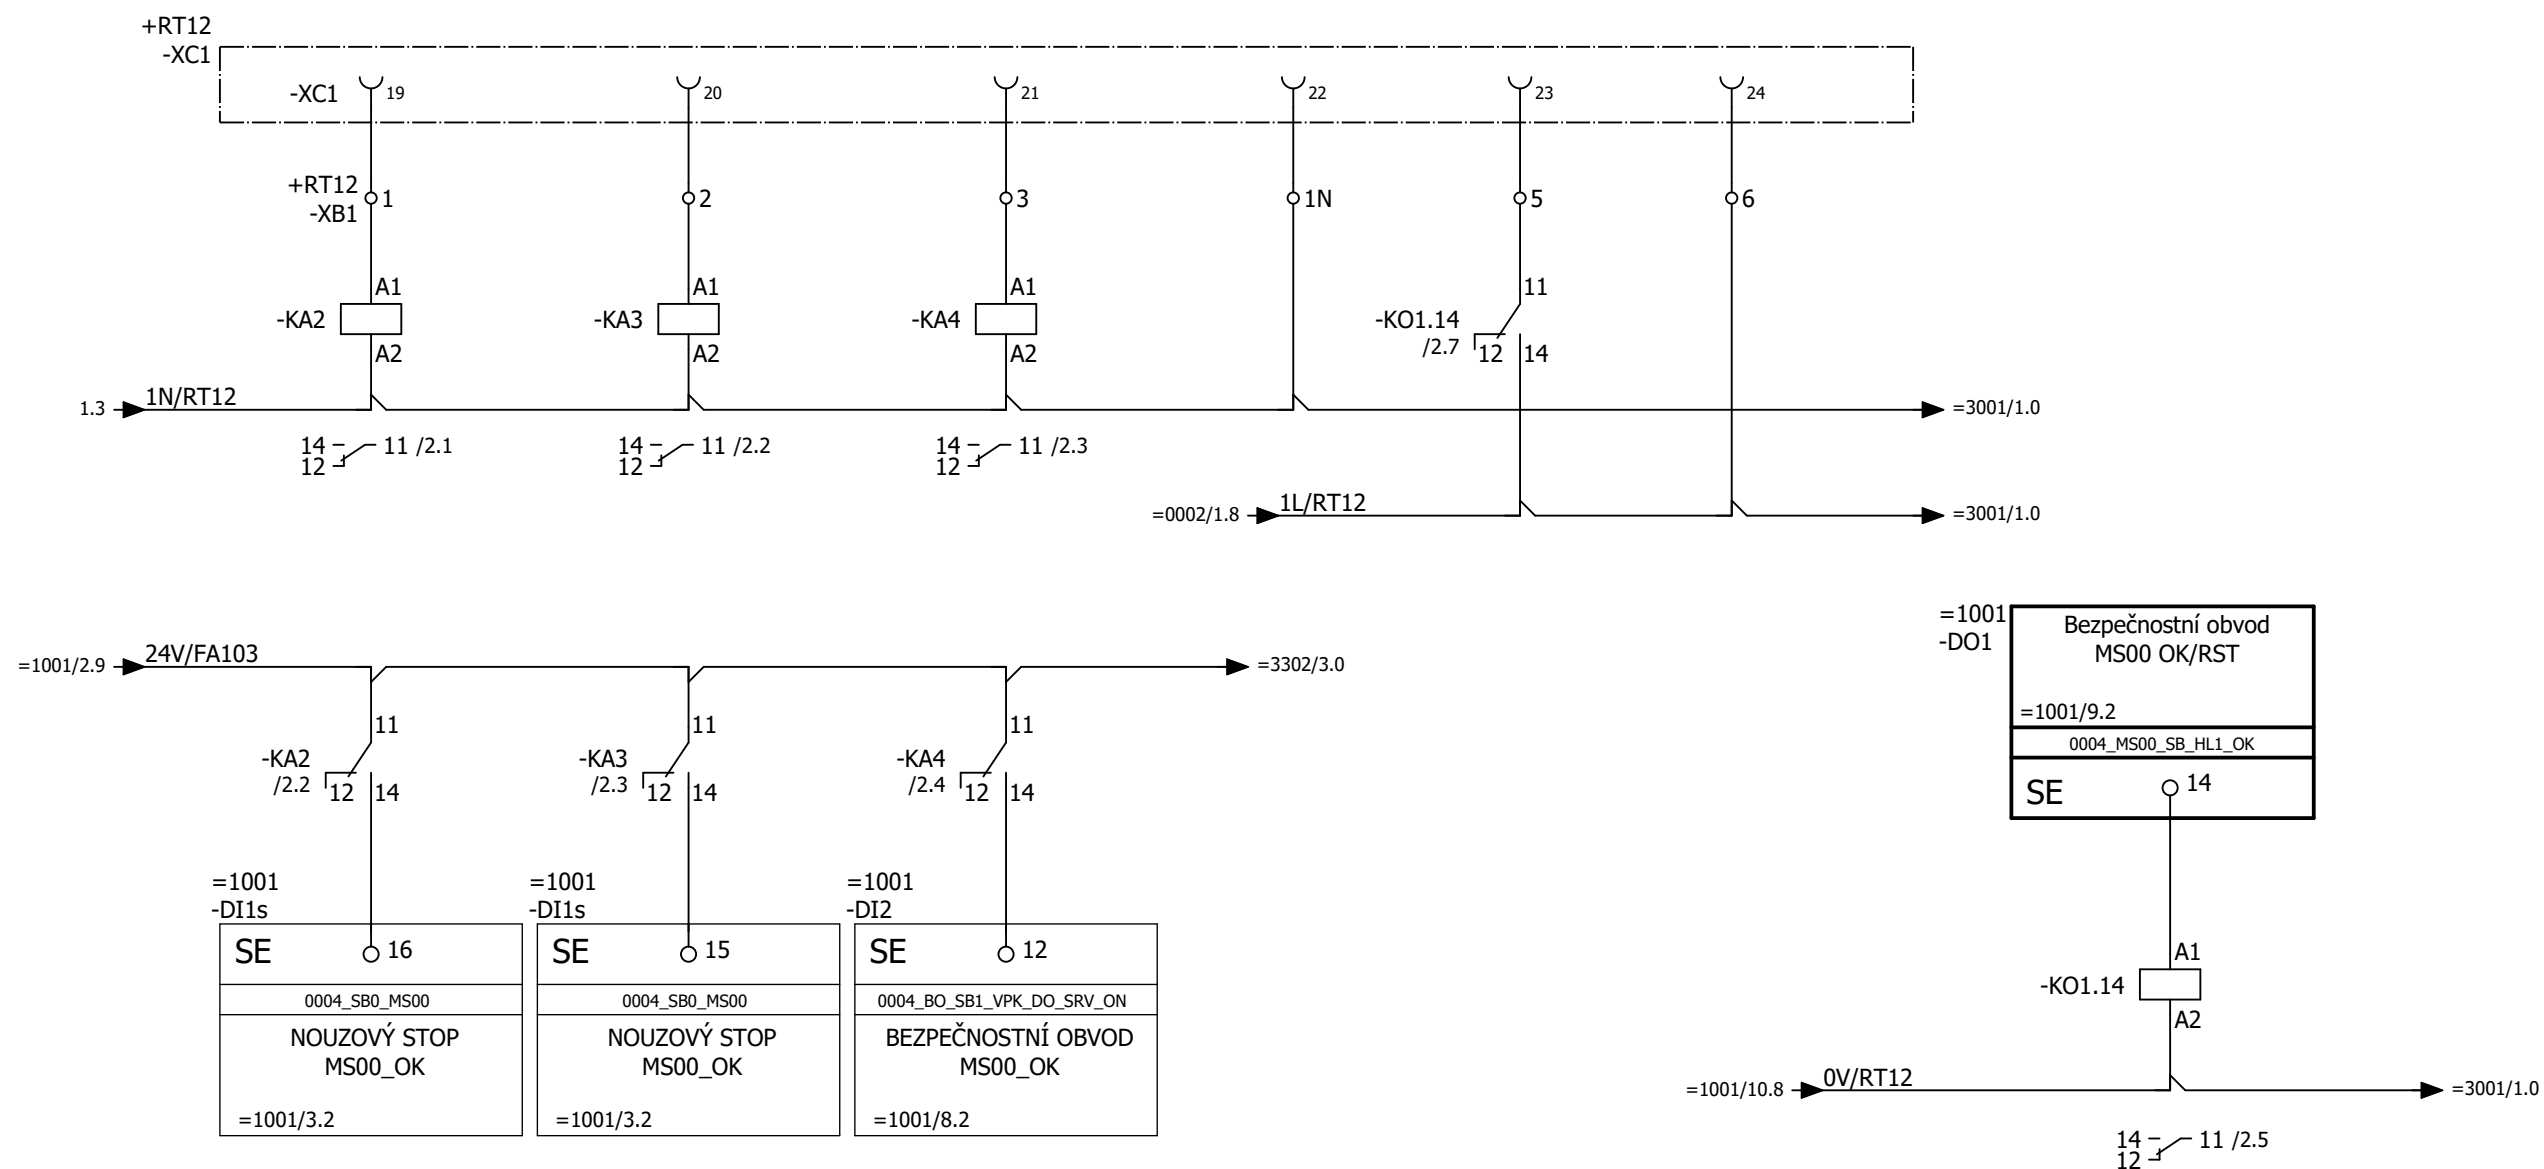 +RT12
-XC1
-XC1 19 20 21 22 23 24
+RT12
-XB1 1 2 3 1N 5 6
A1 A1 A1 11
-KA2 -KA3 -KA4 -KO1.14
/2.7
A2 A2 A2 12 14
1.3 1N/RT12 =3001/1.0
14 11 /2.1 14 11 /2.2 14 11 /2.3
12 12 12
=0002/1.8 1L/RT12 =3001/1.0
=1001
-DO1
Bezpečnostní obvod
MS00 OK/RST
=1001/9.2
0004_MS00_SB_HL1_OK
SE 14
=1001/2.9 24V/FA103 =3302/3.0
11 11 11
-KA2 -KA3 -KA4
/2.2 12 14 /2.3 12 14 /2.4 12 14
=1001 =1001 =1001
-DI1s -DI1s -DI2
SE 16 SE 15 SE 12
0004_SB0_MS00 0004_SB0_MS00 0004_BO_SB1_VPK_DO_SRV_ON
NOUZOVÝ STOP NOUZOVÝ STOP BEZPEČNOSTNÍ OBVOD
MS00_OK MS00_OK MS00_OK
=1001/3.2 =1001/3.2 =1001/8.2
A1
-KO1.14
A2
=1001/10.8 0V/RT12 =3001/1.0
14 11 /2.5
12